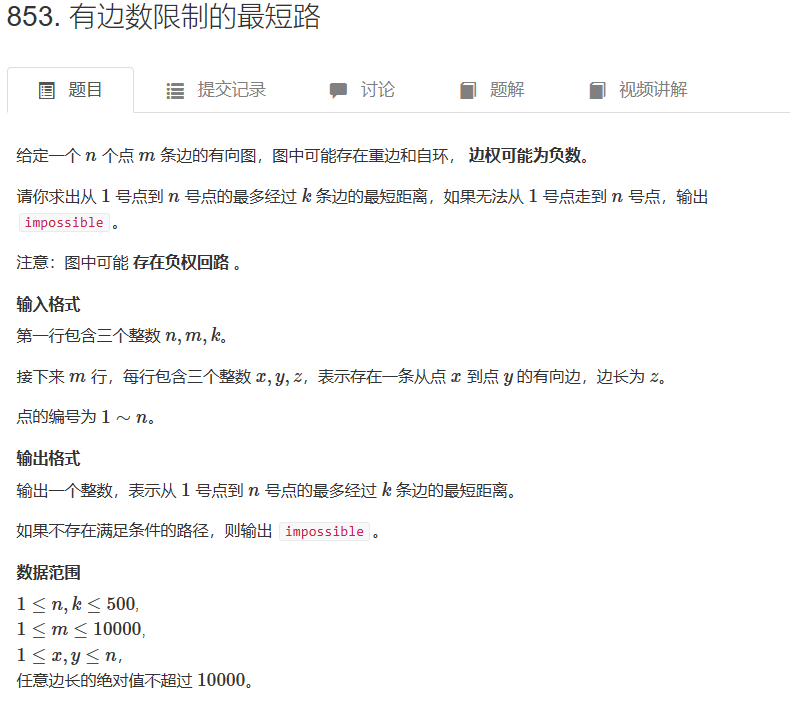 853. 有边数限制的最短路
题目 提交记录 讨论 题解 视频讲解
给定一个 n 个点 m 条边的有向图，图中可能存在重边和自环， 边权可能为负数。
请你求出从 1 号点到 n 号点的最多经过 k 条边的最短距离，如果无法从 1 号点走到 n 号点，输出
impossible 。
注意：图中可能 存在负权回路 。
输入格式
第一行包含三个整数 n, m, k。
接下来 m 行，每行包含三个整数 x, y, z，表示存在一条从点 x 到点 y 的有向边，边长为 z。
点的编号为 1 ∼ n。
输出格式
输出一个整数，表示从 1 号点到 n 号点的最多经过 k 条边的最短距离。
如果不存在满足条件的路径，则输出 impossible 。
数据范围
1 ≤ n, k ≤ 500,
1 ≤ m ≤ 10000,
1 ≤ x, y ≤ n，
任意边长的绝对值不超过 10000。